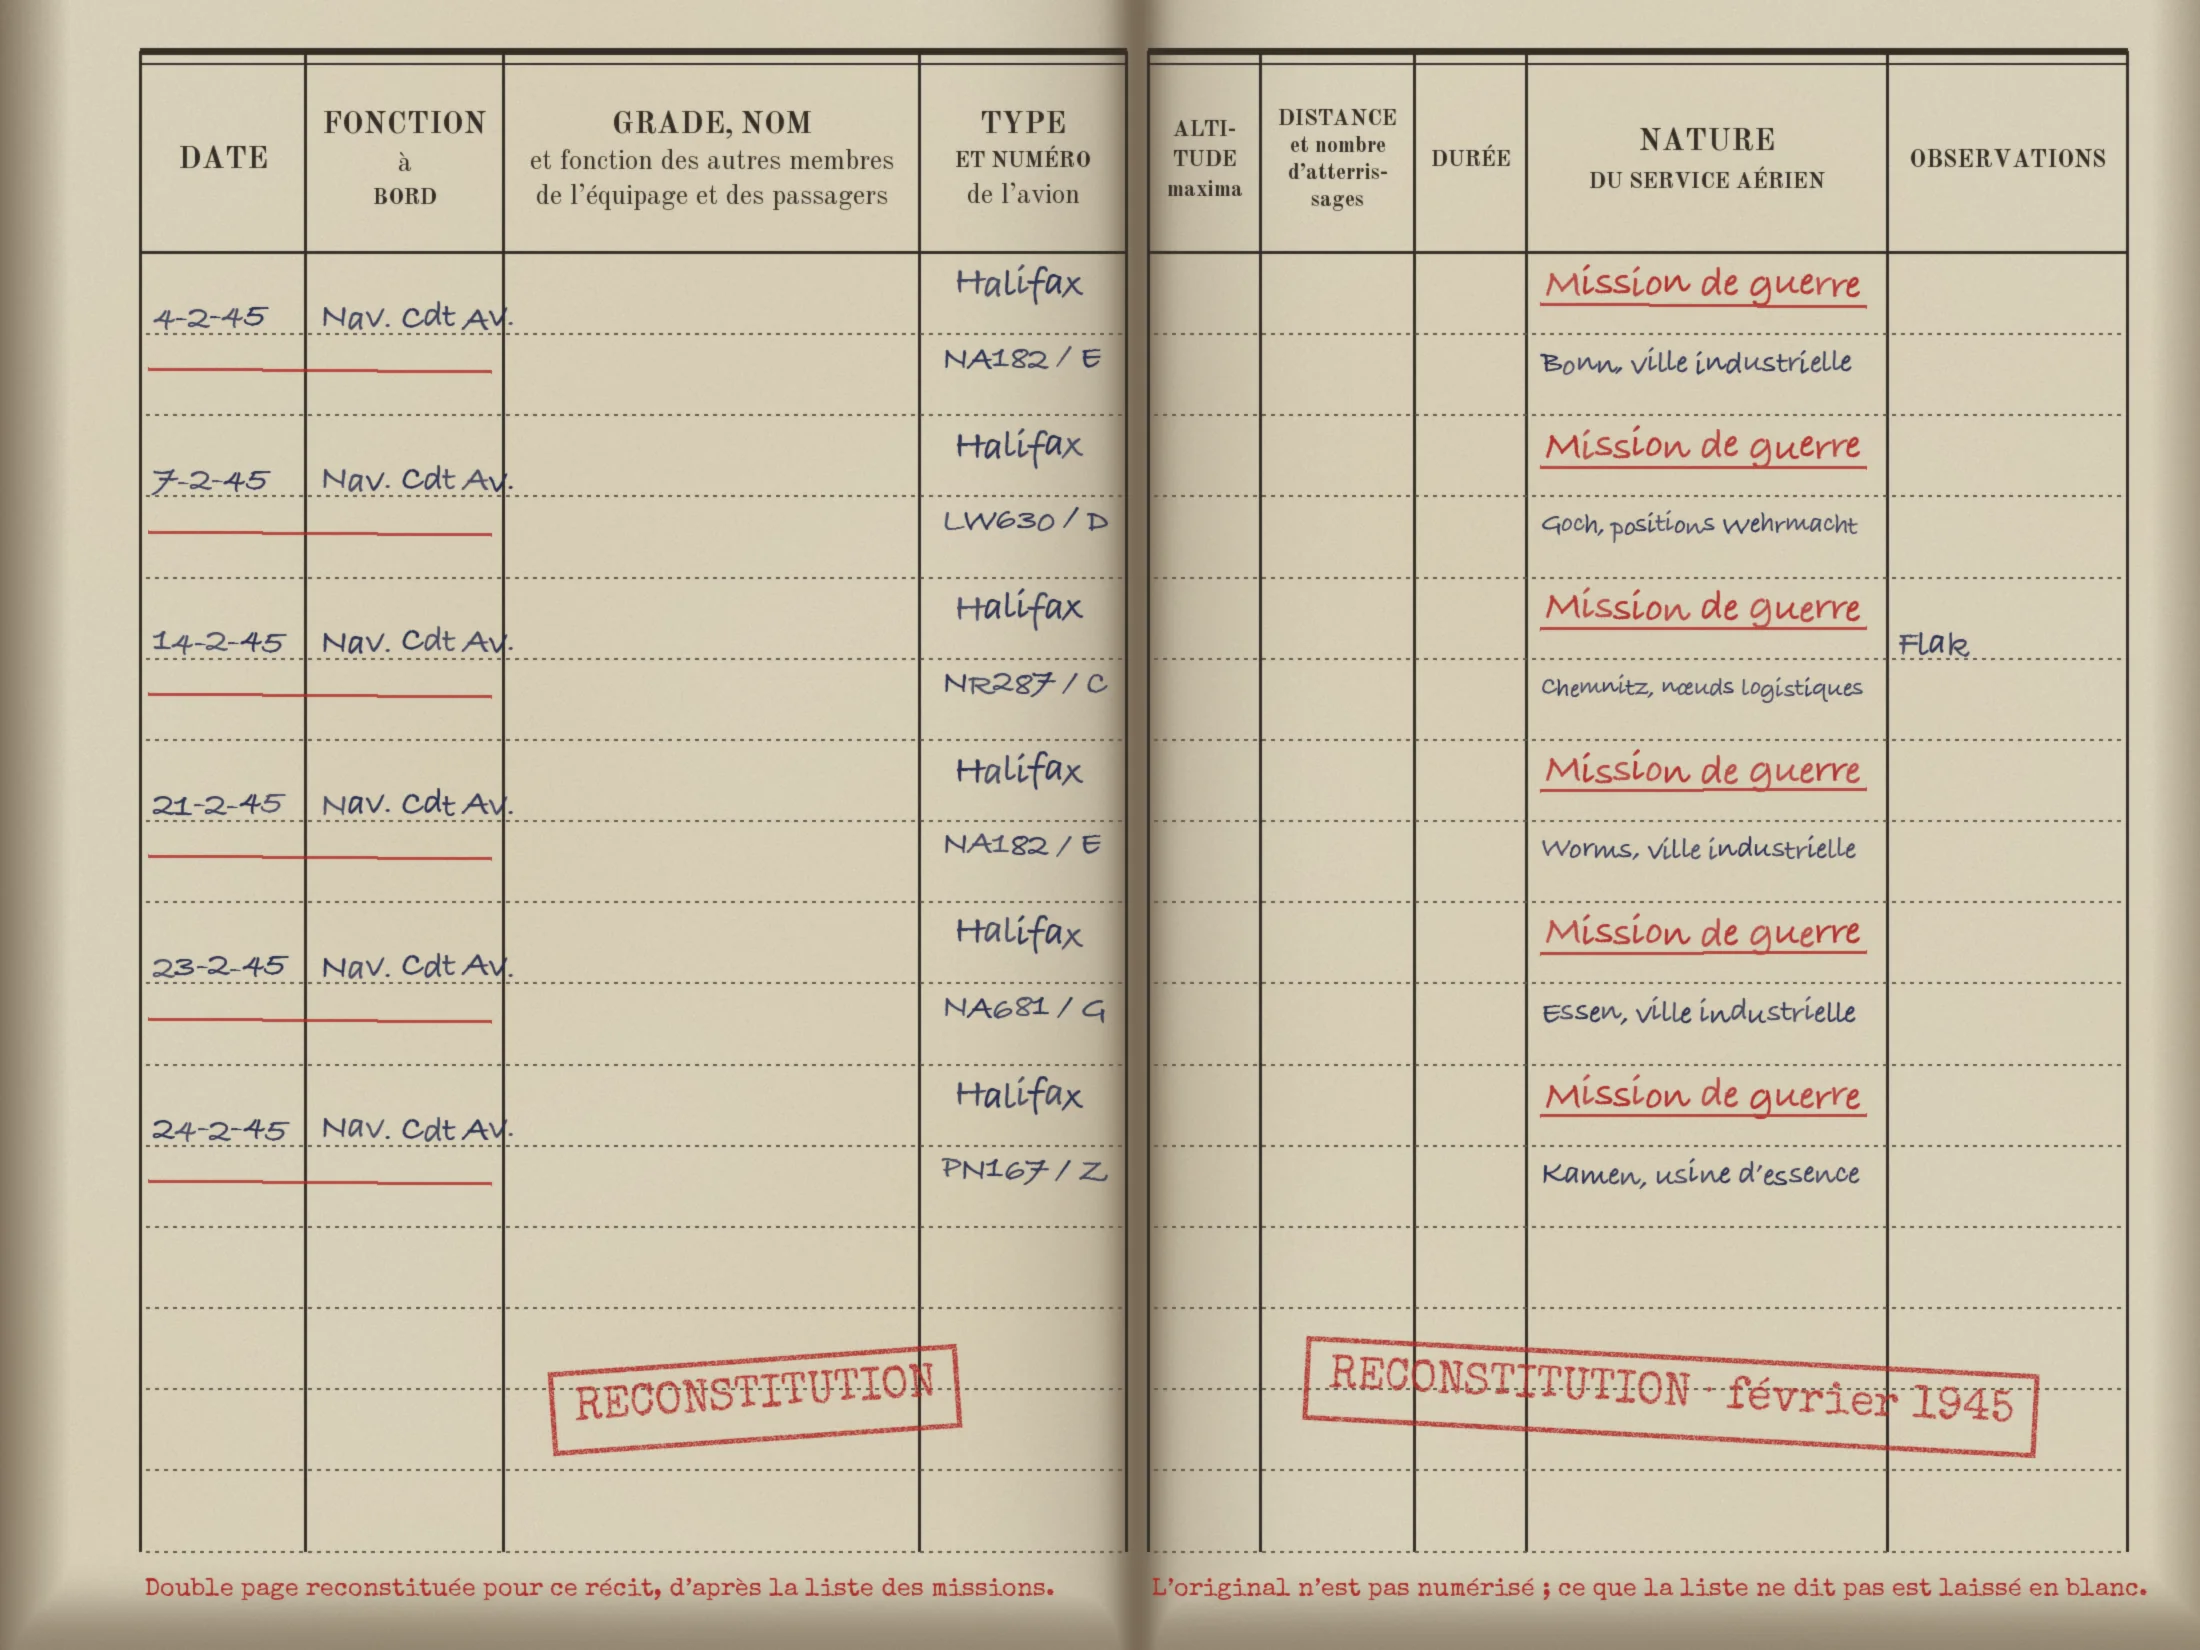 DATE
FONCTION
à
BORD
GRADE, NOM
et fonction des autres membres
de l'équipage et des passagers
TYPE
ET NUMÉRO
de l'avion
ALTI-
TUDE
maxima
DISTANCE
et nombre
d'atterris-
sages
DURÉE
NATURE
DU SERVICE AÉRIEN
OBSERVATIONS
4-2-45 Nav. Cdt Av. Halifax Mission de guerre
NA182 / E Bonn, ville industrielle
7-2-45 Nav. Cdt Av. Halifax Mission de guerre
LW630 / D Goch, positions Wehrmacht
14-2-45 Nav. Cdt Av. Halifax Mission de guerre Flak
NR287 / C Chemnitz, nœuds logistiques
21-2-45 Nav. Cdt Av. Halifax Mission de guerre
NA182 / E Worms, ville industrielle
23-2-45 Nav. Cdt Av. Halifax Mission de guerre
NA681 / G Essen, ville industrielle
24-2-45 Nav. Cdt Av. Halifax Mission de guerre
PN167 / Z Kamen, usine d'essence
RECONSTITUTION
RECONSTITUTION · février 1945
Double page reconstituée pour ce récit, d'après la liste des missions.
L'original n'est pas numérisé ; ce que la liste ne dit pas est laissé en blanc.